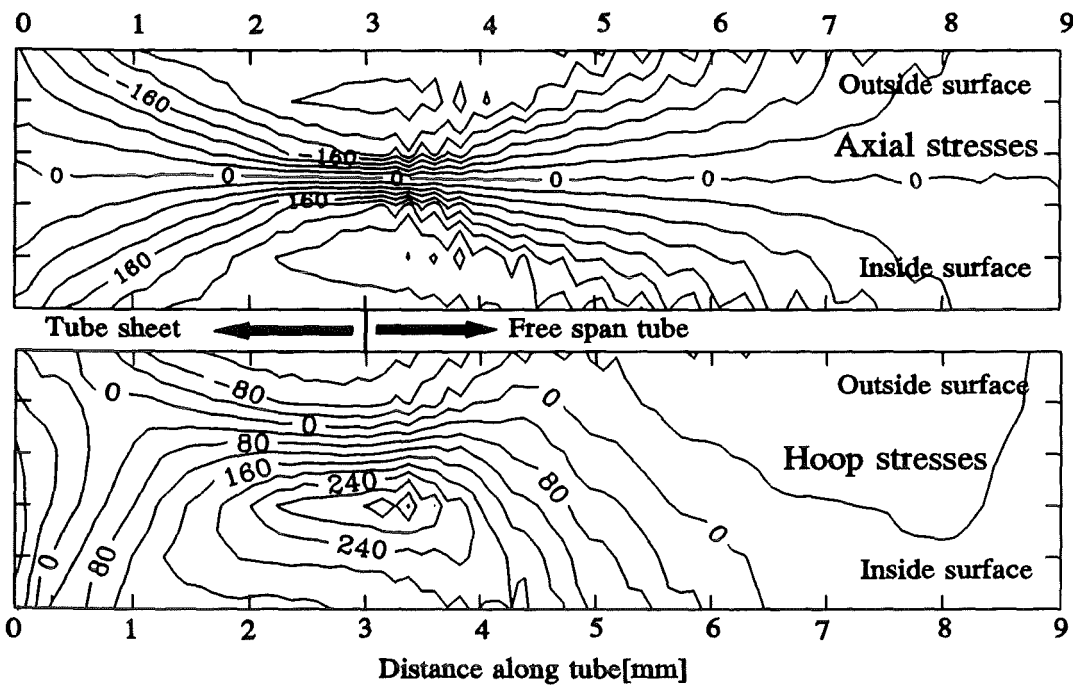 0 1 2 3 4 5 6 7 8 9
Outside surface
-160
Axial stresses
-160
0 0 0 0 0 0
160
160
Inside surface
Tube sheet Free span tube
-80
Outside surface
0 0
0
80
Hoop stresses
160
240
80
0
240
0
80
Inside surface
0 1 2 3 4 5 6 7 8 9
Distance along tube[mm]